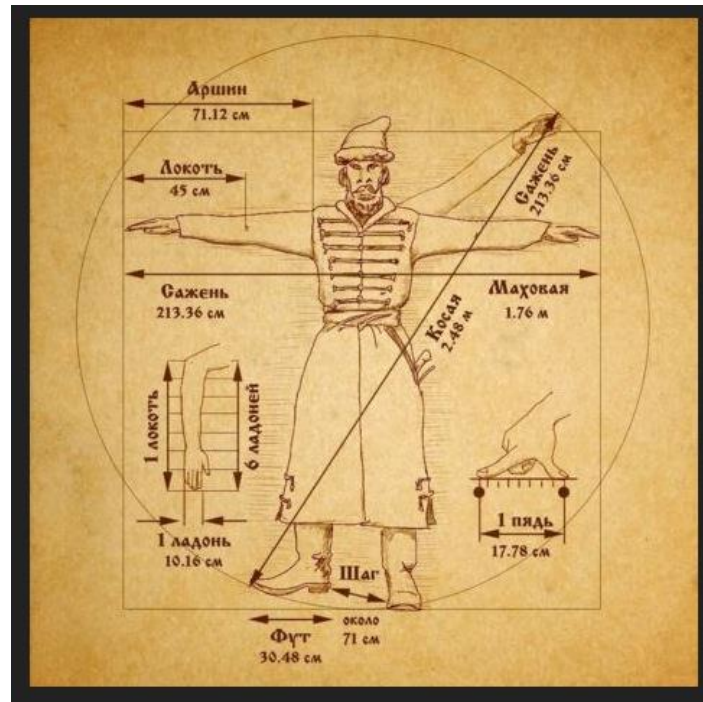 Аршин
71.12 см
Локоть
45 см
Сажень
213.36 см
Сажень
213.36 см
Маховая
1.76 м
Косая
2.48 м
1 локоть
6 ладоней
1 ладонь
10.16 см
1 пядь
17.78 см
Шаг
около
71 см
Фут
30.48 см